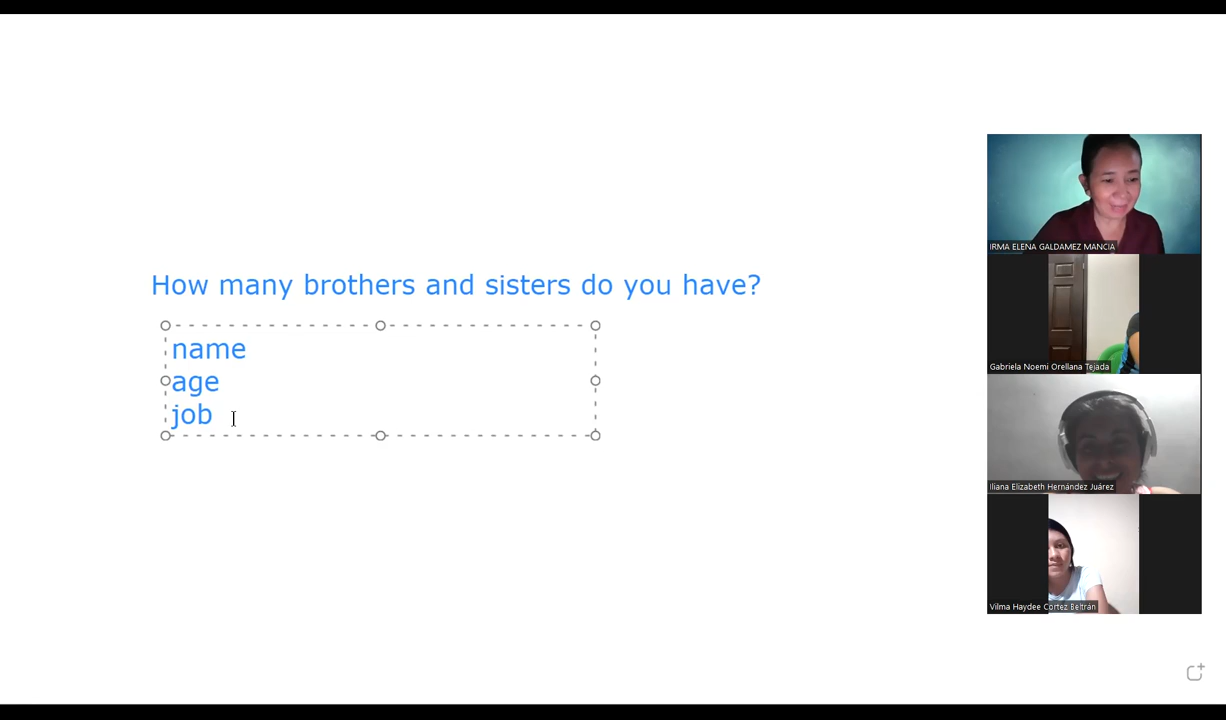 How many brothers and sisters do you have?
name
age
job
IRMA ELENA GALDAMEZ MANCIA
Gabriela Noemi Orellana Tejada
Iliana Elizabeth Hernández Juárez
Vilma Haydee Cortez Beltrán